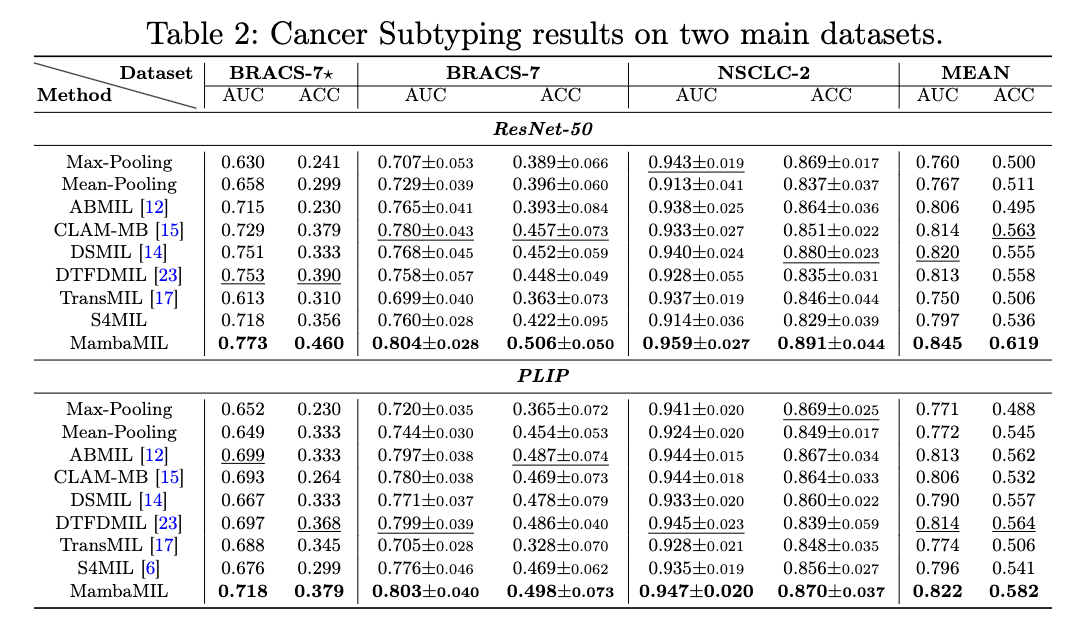 Table 2: Cancer Subtyping results on two main datasets.
Dataset BRACS-7⋆ BRACS-7 NSCLC-2 MEAN
Method AUC ACC AUC ACC AUC ACC AUC ACC
ResNet-50
Max-Pooling 0.630 0.241 0.707±0.053 0.389±0.066 0.943±0.019 0.869±0.017 0.760 0.500
Mean-Pooling 0.658 0.299 0.729±0.039 0.396±0.060 0.913±0.041 0.837±0.037 0.767 0.511
ABMIL [12] 0.715 0.230 0.765±0.041 0.393±0.084 0.938±0.025 0.864±0.036 0.806 0.495
CLAM-MB [15] 0.729 0.379 0.780±0.043 0.457±0.073 0.933±0.027 0.851±0.022 0.814 0.563
DSMIL [14] 0.751 0.333 0.768±0.045 0.452±0.059 0.940±0.024 0.880±0.023 0.820 0.555
DTFDMIL [23] 0.753 0.390 0.758±0.057 0.448±0.049 0.928±0.055 0.835±0.031 0.813 0.558
TransMIL [17] 0.613 0.310 0.699±0.040 0.363±0.073 0.937±0.019 0.846±0.044 0.750 0.506
S4MIL 0.718 0.356 0.760±0.028 0.422±0.095 0.914±0.036 0.829±0.039 0.797 0.536
MambaMIL 0.773 0.460 0.804±0.028 0.506±0.050 0.959±0.027 0.891±0.044 0.845 0.619
PLIP
Max-Pooling 0.652 0.230 0.720±0.035 0.365±0.072 0.941±0.020 0.869±0.025 0.771 0.488
Mean-Pooling 0.649 0.333 0.744±0.030 0.454±0.053 0.924±0.020 0.849±0.017 0.772 0.545
ABMIL [12] 0.699 0.333 0.797±0.038 0.487±0.074 0.944±0.015 0.867±0.034 0.813 0.562
CLAM-MB [15] 0.693 0.264 0.780±0.038 0.469±0.073 0.944±0.018 0.864±0.033 0.806 0.532
DSMIL [14] 0.667 0.333 0.771±0.037 0.478±0.079 0.933±0.020 0.860±0.022 0.790 0.557
DTFDMIL [23] 0.697 0.368 0.799±0.039 0.486±0.040 0.945±0.023 0.839±0.059 0.814 0.564
TransMIL [17] 0.688 0.345 0.705±0.028 0.328±0.070 0.928±0.021 0.848±0.035 0.774 0.506
S4MIL [6] 0.676 0.299 0.776±0.046 0.469±0.062 0.935±0.019 0.856±0.027 0.796 0.541
MambaMIL 0.718 0.379 0.803±0.040 0.498±0.073 0.947±0.020 0.870±0.037 0.822 0.582